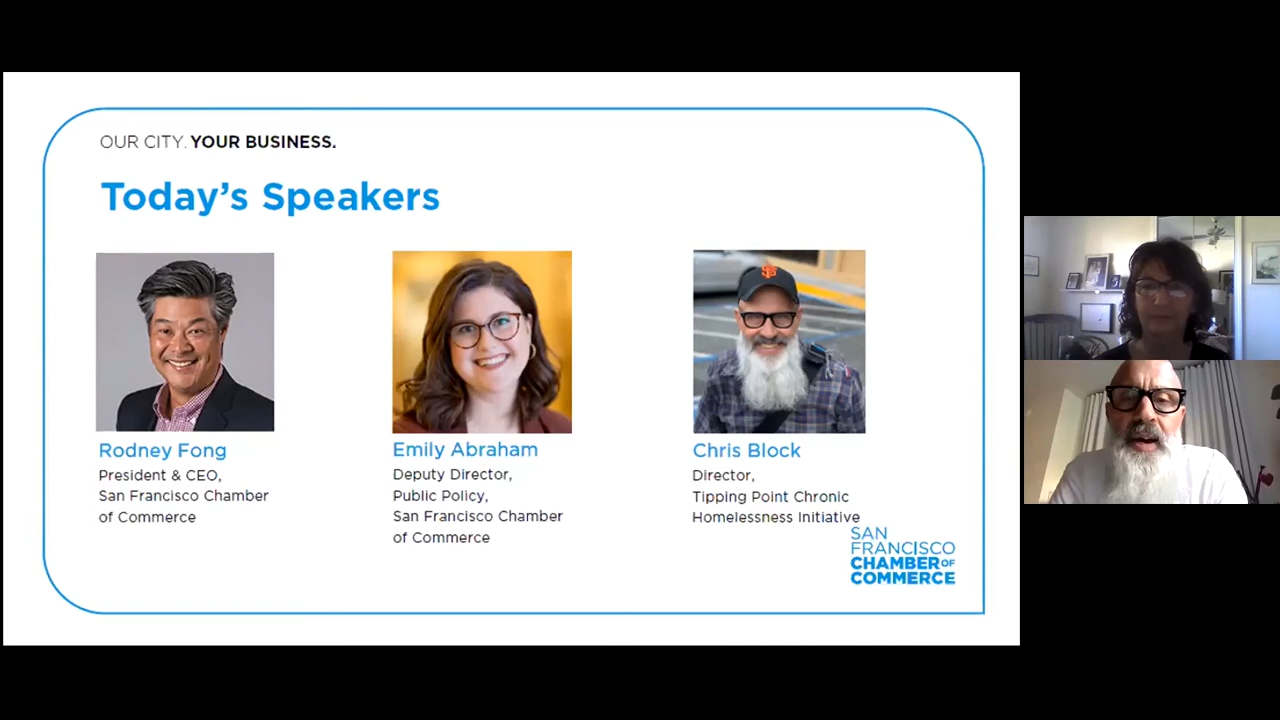 OUR CITY. YOUR BUSINESS.
Today's Speakers
Rodney Fong
President & CEO,
San Francisco Chamber
of Commerce
Emily Abraham
Deputy Director,
Public Policy,
San Francisco Chamber
of Commerce
Chris Block
Director,
Tipping Point Chronic
Homelessness Initiative
SAN
FRANCISCO
CHAMBER OF
COMMERCE